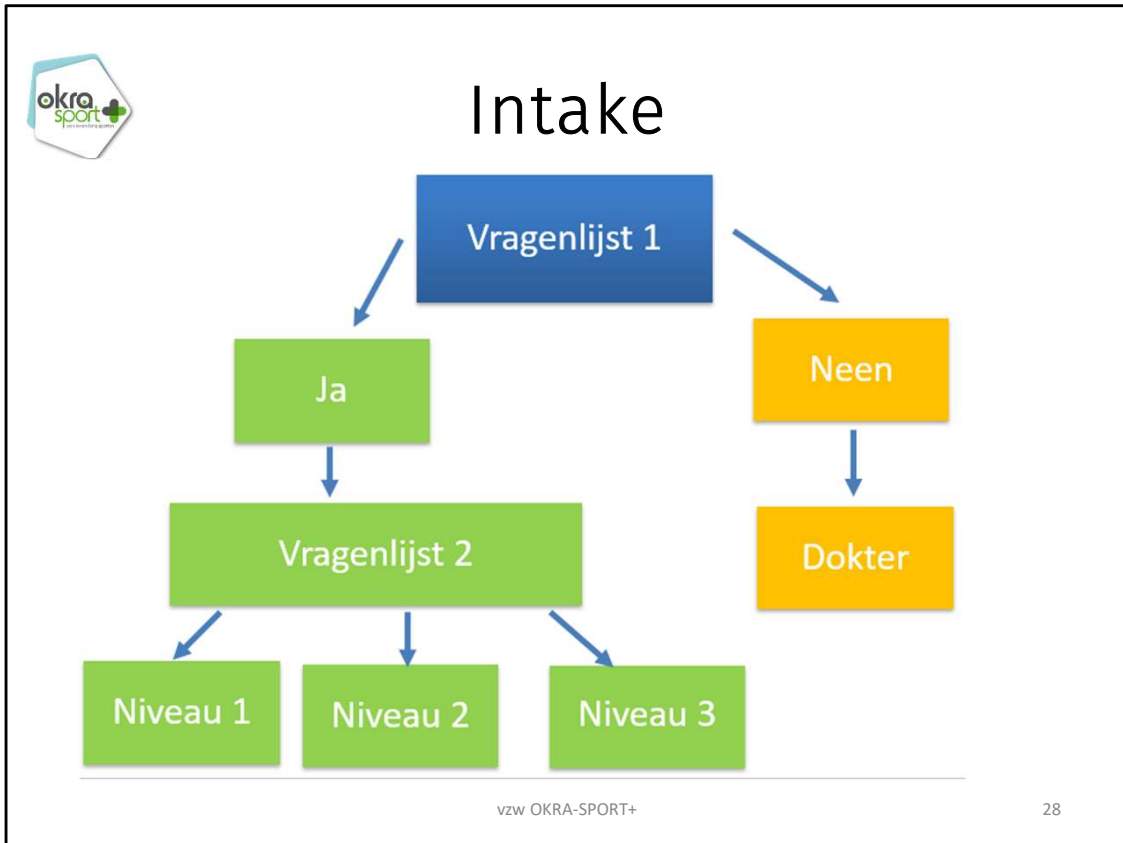 okra
sport+
Intake
Vragenlijst 1
Ja
Neen
Vragenlijst 2
Dokter
Niveau 1
Niveau 2
Niveau 3
vzw OKRA-SPORT+
28